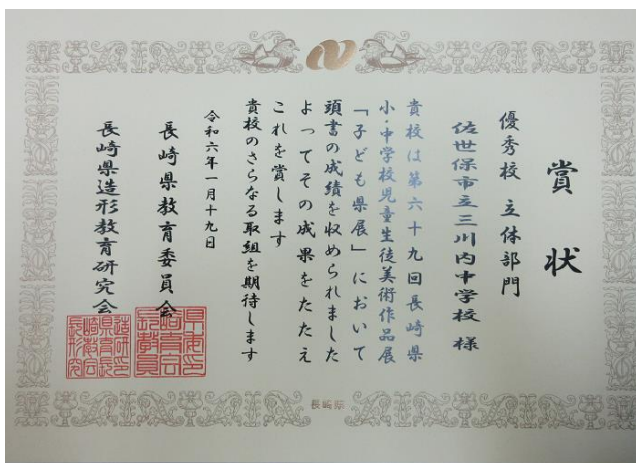 賞状
優秀校 立体部門
佐世保市立三川内中学校 様
貴校は第六十九回長崎県
小・中学校児童生徒美術作品展
「子ども県展」において
頭書の成績を収められました
よってその成果をたたえ
これを賞します
貴校のさらなる取組を期待します
令和六年一月十九日
長崎県教育委員会
長崎県造形教育研究会
長崎県